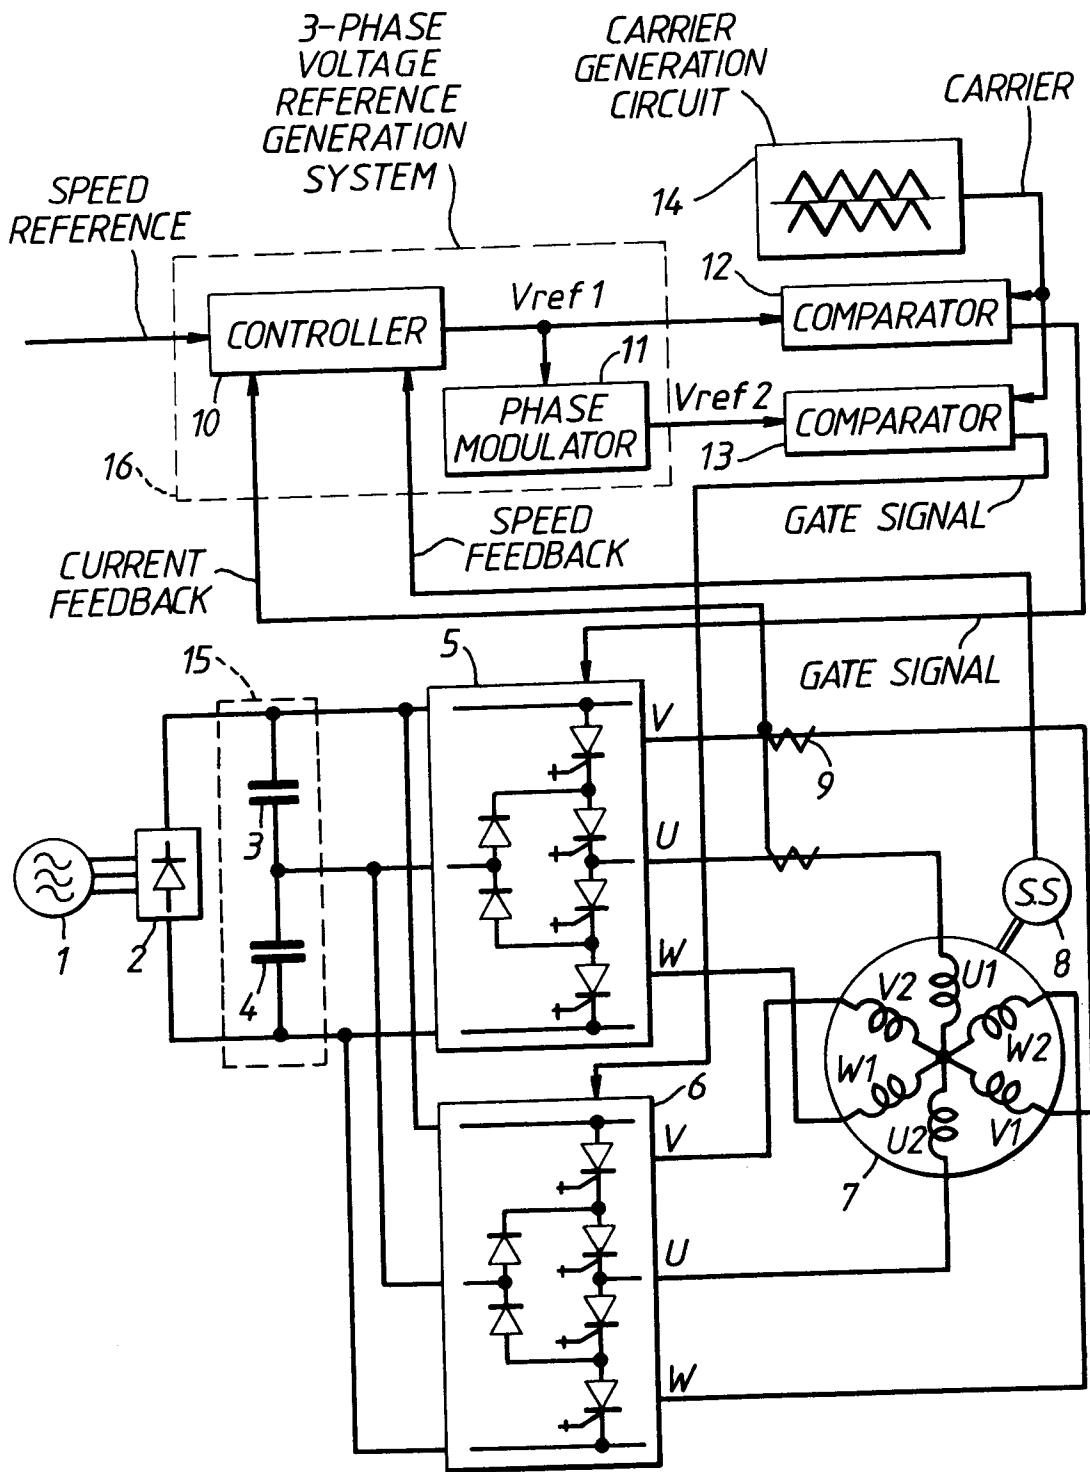 3-PHASE
VOLTAGE
REFERENCE
GENERATION
SYSTEM
CARRIER
GENERATION
CIRCUIT
CARRIER
SPEED
REFERENCE
14
12
Vref 1
CONTROLLER
COMPARATOR
11
10
PHASE
MODULATOR
Vref 2
COMPARATOR
13
16
GATE SIGNAL
SPEED
FEEDBACK
CURRENT
FEEDBACK
GATE SIGNAL
15
5
V
9
3
U
S.S
1
2
4
W
8
V2
U1
W1
W2
U2
V1
6
V
7
U
W